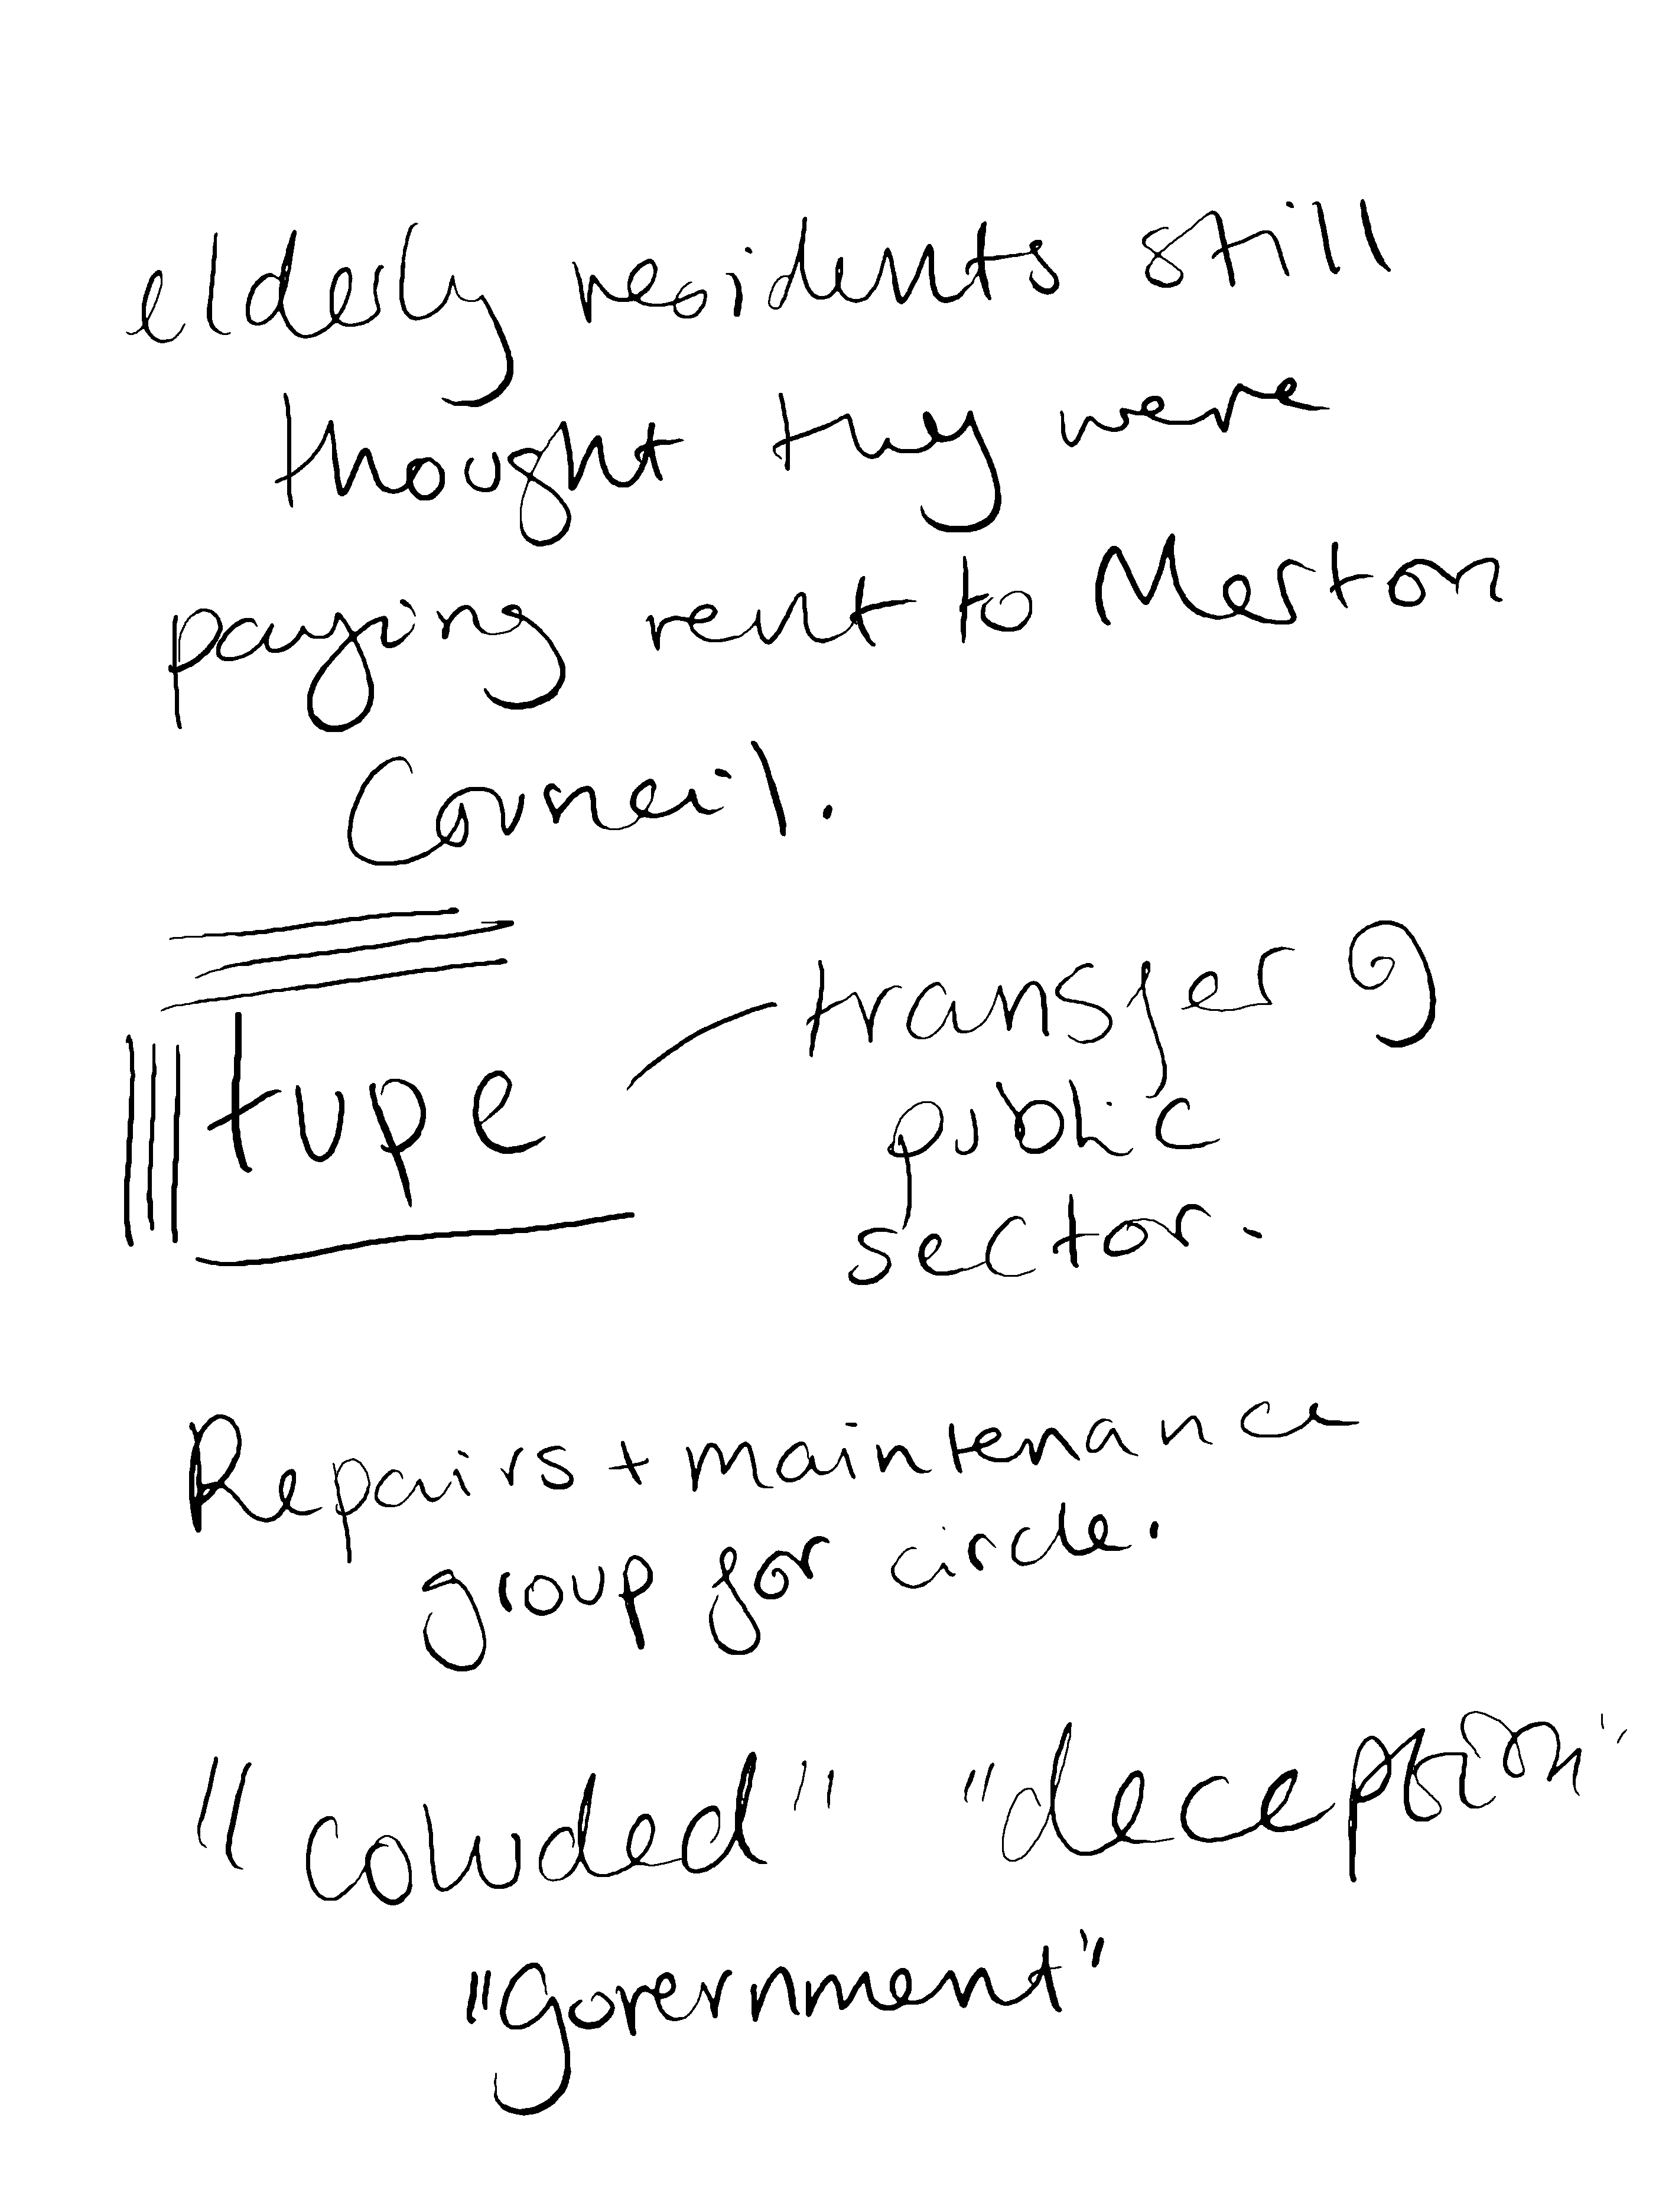 elderly residents still
thought they were
paying rent to Merton
Council.
tupe — transfer of
public
sector.
Repairs + maintenance
group for circle.
"coluded" "deception"
"government"